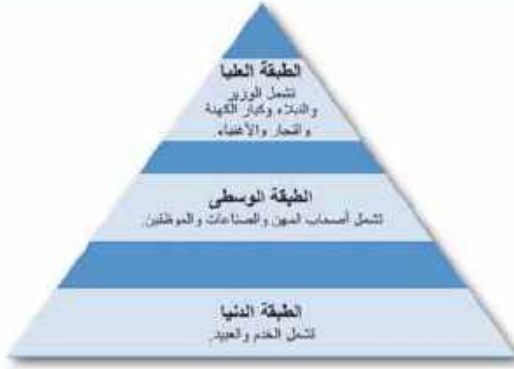 الطبقة العليا
تشمل الوزير
والنبلاء وكبار الكهنة
والتجار والأغنياء.
الطبقة الوسطى
تشمل أصحاب المهن والصناعات والموظفين.
الطبقة الدنيا
تشمل الخدم والعبيد.